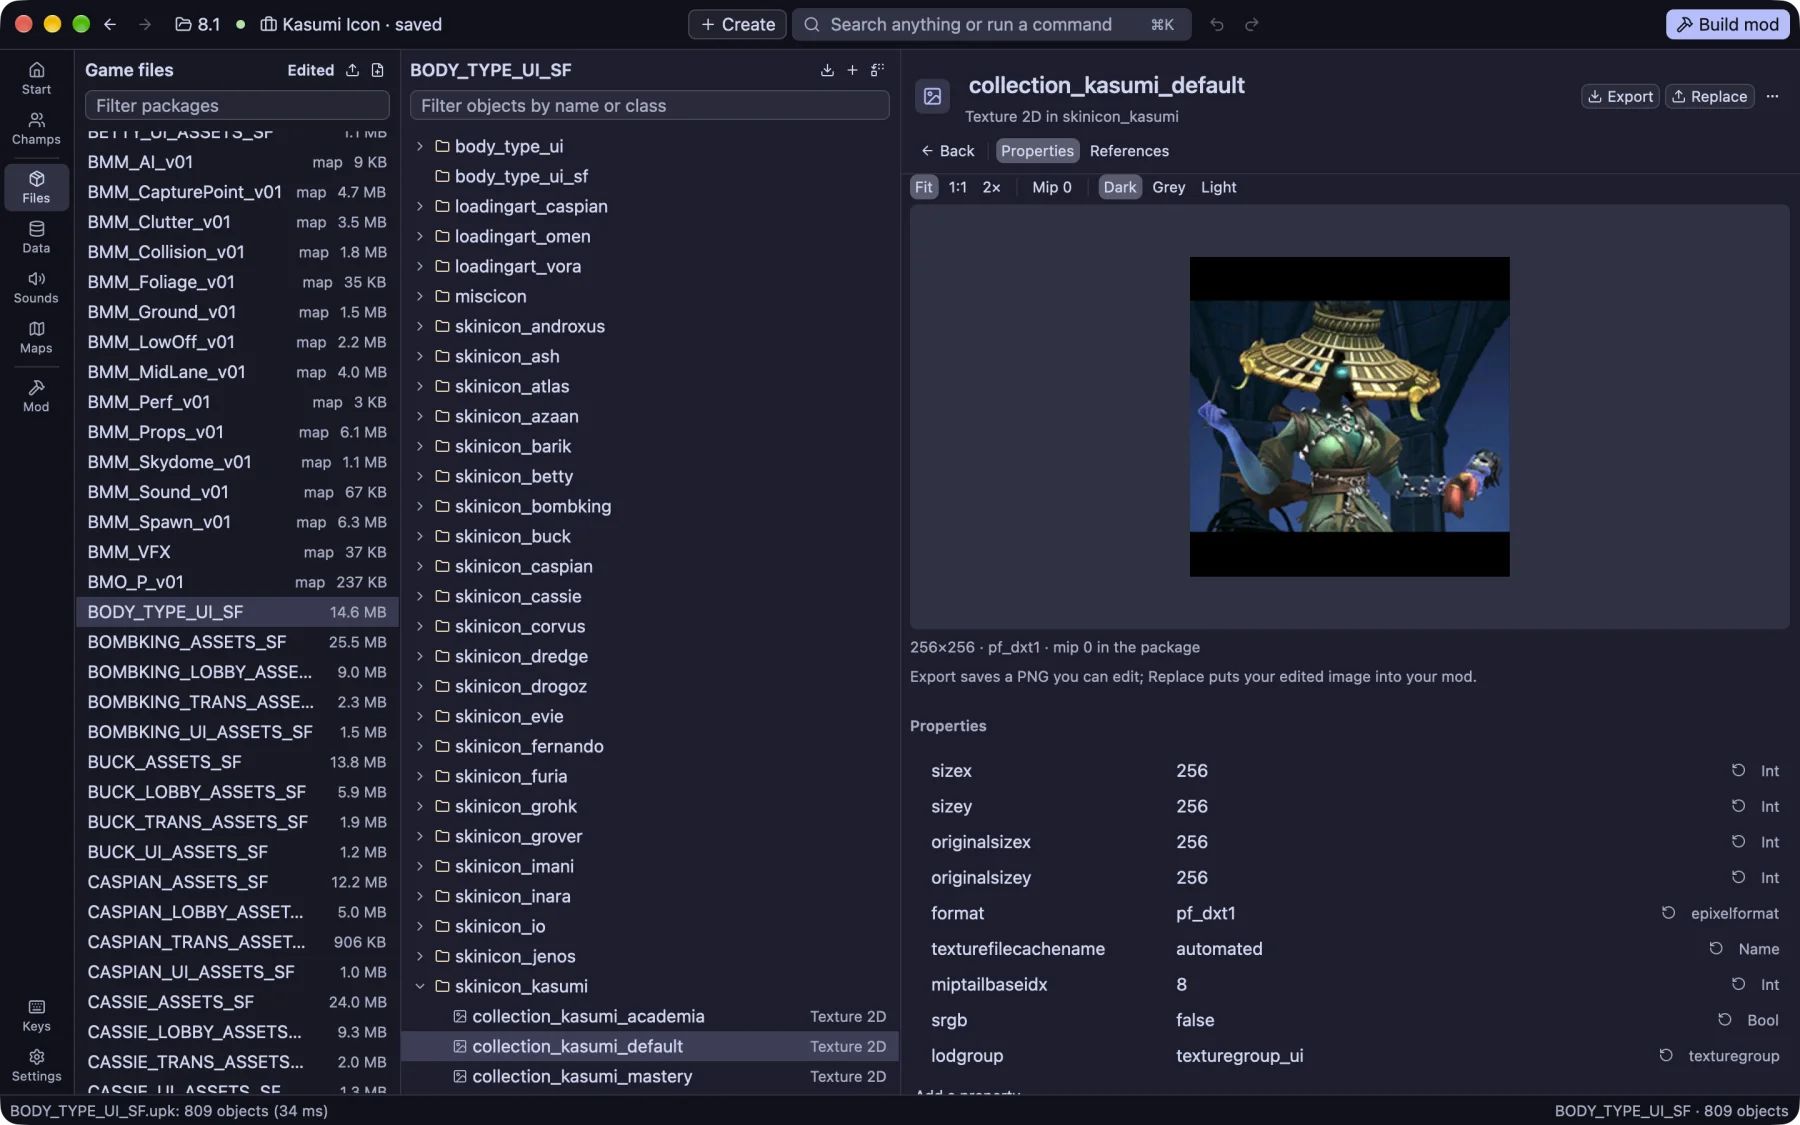 8.1
Kasumi Icon · saved
Create
Search anything or run a command
⌘K
Build mod
Start
Champs
Files
Data
Sounds
Maps
Mod
Keys
Settings
Game files
Edited
Filter packages
BETTY_UI_ASSETS_SF 1.1 MB
BMM_AI_v01 map 9 KB
BMM_CapturePoint_v01 map 4.7 MB
BMM_Clutter_v01 map 3.5 MB
BMM_Collision_v01 map 1.8 MB
BMM_Foliage_v01 map 35 KB
BMM_Ground_v01 map 1.5 MB
BMM_LowOff_v01 map 2.2 MB
BMM_MidLane_v01 map 4.0 MB
BMM_Perf_v01 map 3 KB
BMM_Props_v01 map 6.1 MB
BMM_Skydome_v01 map 1.1 MB
BMM_Sound_v01 map 67 KB
BMM_Spawn_v01 map 6.3 MB
BMM_VFX map 37 KB
BMO_P_v01 map 237 KB
BODY_TYPE_UI_SF 14.6 MB
BOMBKING_ASSETS_SF 25.5 MB
BOMBKING_LOBBY_ASSE... 9.0 MB
BOMBKING_TRANS_ASSE... 2.3 MB
BOMBKING_UI_ASSETS_SF 1.5 MB
BUCK_ASSETS_SF 13.8 MB
BUCK_LOBBY_ASSETS_SF 5.9 MB
BUCK_TRANS_ASSETS_SF 1.9 MB
BUCK_UI_ASSETS_SF 1.2 MB
CASPIAN_ASSETS_SF 12.2 MB
CASPIAN_LOBBY_ASSET... 5.0 MB
CASPIAN_TRANS_ASSET... 906 KB
CASPIAN_UI_ASSETS_SF 1.0 MB
CASSIE_ASSETS_SF 24.0 MB
CASSIE_LOBBY_ASSETS... 9.3 MB
CASSIE_TRANS_ASSETS... 2.0 MB
CASSIE_UI_ASSETS_SF 1.3 MB
BODY_TYPE_UI_SF
Filter objects by name or class
body_type_ui
body_type_ui_sf
loadingart_caspian
loadingart_omen
loadingart_vora
miscicon
skinicon_androxus
skinicon_ash
skinicon_atlas
skinicon_azaan
skinicon_barik
skinicon_betty
skinicon_bombking
skinicon_buck
skinicon_caspian
skinicon_cassie
skinicon_corvus
skinicon_dredge
skinicon_drogoz
skinicon_evie
skinicon_fernando
skinicon_furia
skinicon_grohk
skinicon_grover
skinicon_imani
skinicon_inara
skinicon_io
skinicon_jenos
skinicon_kasumi
collection_kasumi_academia Texture 2D
collection_kasumi_default Texture 2D
collection_kasumi_mastery Texture 2D
collection_kasumi_default
Texture 2D in skinicon_kasumi
Export
Replace
Back
Properties
References
Fit 1:1 2× Mip 0 Dark Grey Light
256×256 · pf_dxt1 · mip 0 in the package
Export saves a PNG you can edit; Replace puts your edited image into your mod.
Properties
sizex 256 Int
sizey 256 Int
originalsizex 256 Int
originalsizey 256 Int
format pf_dxt1 epixelformat
texturefilecachename automated Name
miptailbaseidx 8 Int
srgb false Bool
lodgroup texturegroup_ui texturegroup
Add a property
BODY_TYPE_UI_SF.upk: 809 objects (34 ms)
BODY_TYPE_UI_SF · 809 objects